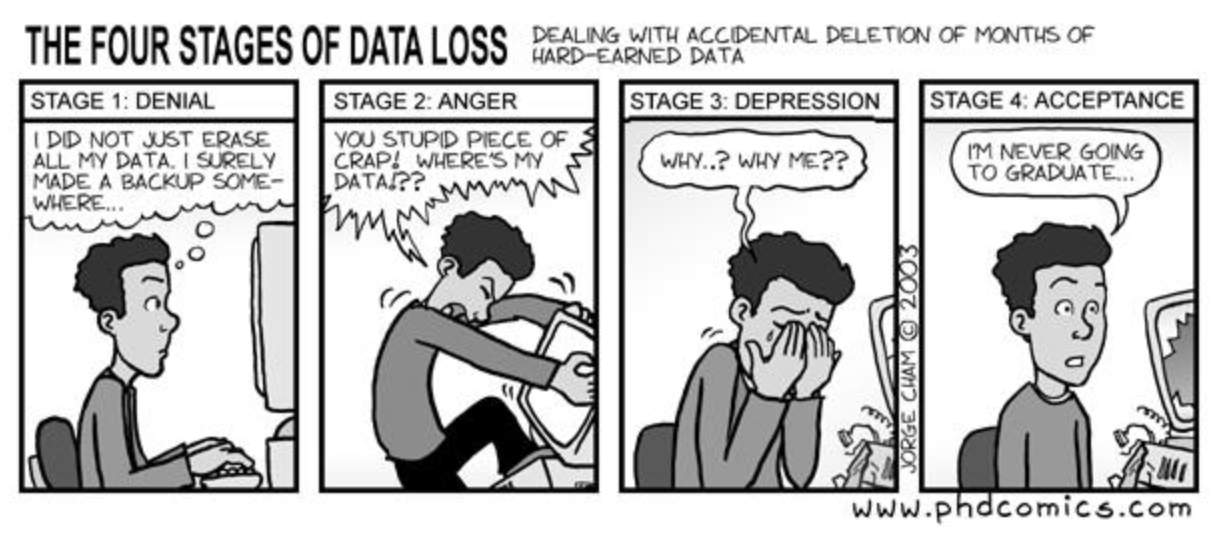 THE FOUR STAGES OF DATA LOSS
DEALING WITH ACCIDENTAL DELETION OF MONTHS OF
HARD-EARNED DATA
STAGE 1: DENIAL
I DID NOT JUST ERASE
ALL MY DATA. I SURELY
MADE A BACKUP SOME-
WHERE...
STAGE 2: ANGER
YOU STUPID PIECE OF
CRAP! WHERE'S MY
DATA!??
STAGE 3: DEPRESSION
WHY..? WHY ME??
STAGE 4: ACCEPTANCE
I'M NEVER GOING
TO GRADUATE...
JORGE CHAM © 2003
www.phdcomics.com